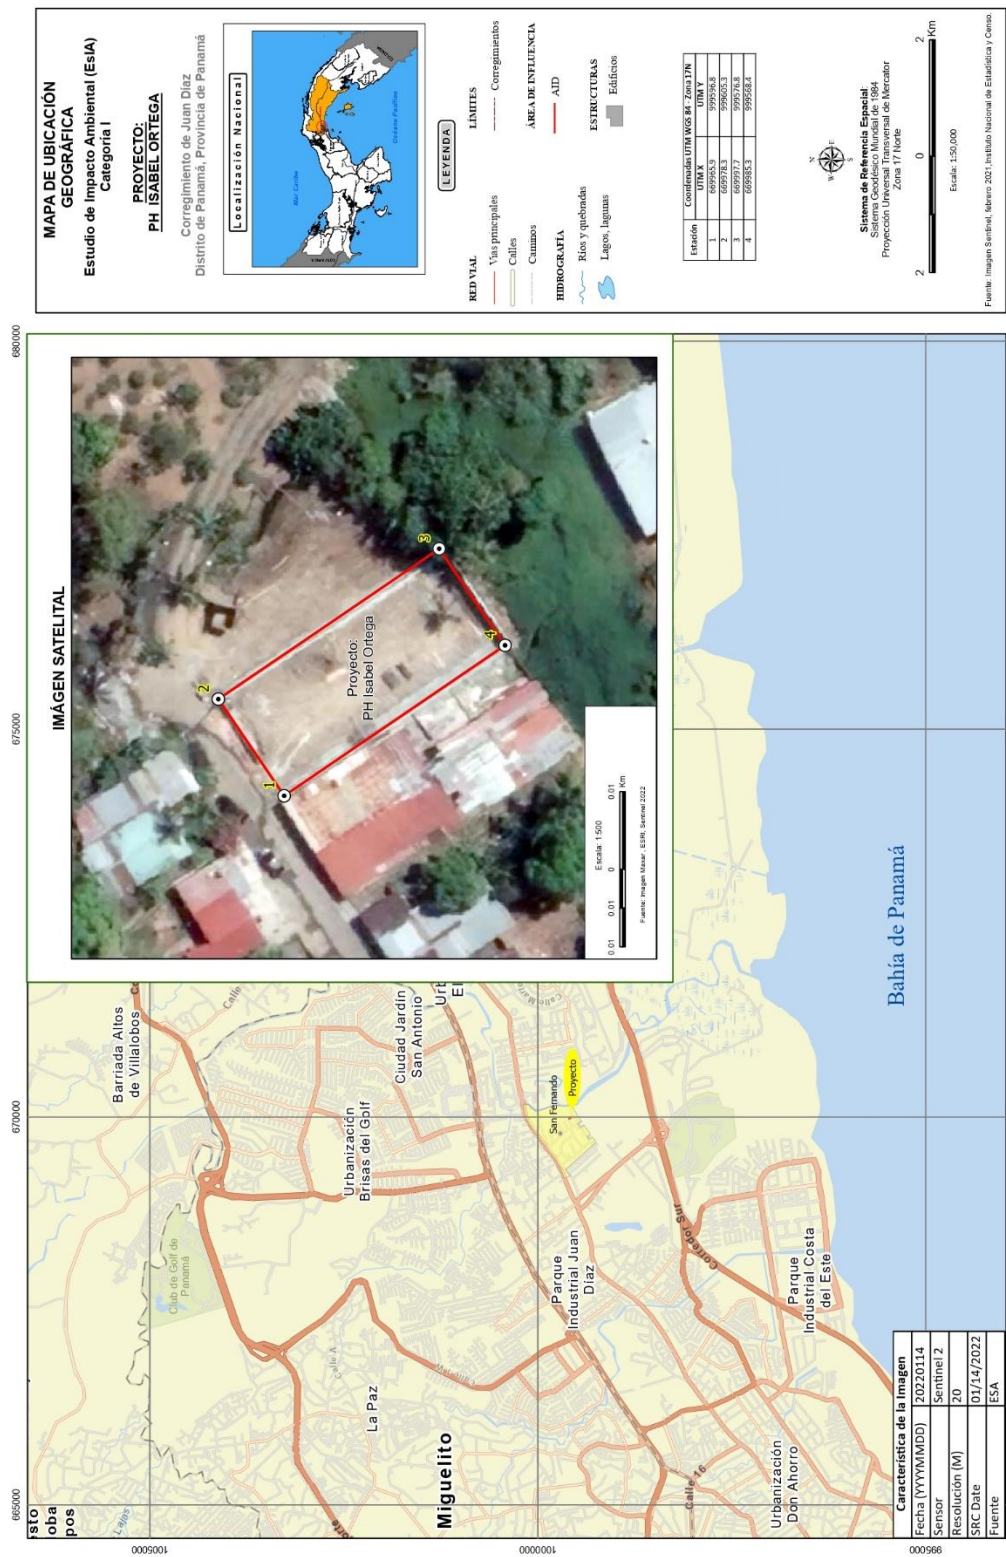 MAPA DE UBICACIÓN
GEOGRÁFICA
Estudio de Impacto Ambiental (EsIA)
Categoría I
PROYECTO:
PH ISABEL ORTEGA
Corregimiento de Juan Díaz
Distrito de Panamá, Provincia de Panamá
Localización Nacional
Mar Caribe
Océano Pacífico
LEYENDA
RED VIAL
Vías principales
Calles
Caminos
HIDROGRAFÍA
Ríos y quebradas
Lagos, lagunas
LÍMITES
Corregimientos
ÁREA DE INFLUENCIA
AID
ESTRUCTURAS
Edificios
Estación
Coordenadas UTM WGS 84 - Zona 17N
UTM X UTM Y
1 669965.9 999596.8
2 669978.3 999605.3
3 669997.7 999576.8
4 669985.3 999568.4
N
E
S
W
Sistema de Referencia Espacial:
Sistema Geodésico Mundial de 1984
Proyección Universal Transversal de Mercator
Zona 17 Norte
2 0 2
Km
Escala: 1:50,000
Fuente: Imagen Sentinel, febrero 2021, Instituto Nacional de Estadística y Censo.
665000
670000
675000
680000
1000900
1000000
000966
IMÁGEN SATELITAL
1
2
3
4
Proyecto:
PH Isabel Ortega
Escala: 1:500
0.01 0.01 0 0.01
Km
Fuente: Imagen Maxar , ESRI, Sentinel 2022
Barriada Altos
de Villalobos
Calle
Club de Golf de
Panamá
Urbanización
Brisas del Golf
Ciudad Jardín
San Antonio
Urb
El
San Fernando
Proyecto
Calle A
La Paz
Miguelito
Lajas
Parque
Industrial Juan
Díaz
Corredor Sur
Parque
Industrial Costa
del Este
Calle 16
Urbanización
Don Ahorro
Bahía de Panamá
Característica de la Imagen
Fecha (YYYYMMDD) 20220114
Sensor Sentinel 2
Resolución (M) 20
SRC Date 01/14/2022
Fuente ESA